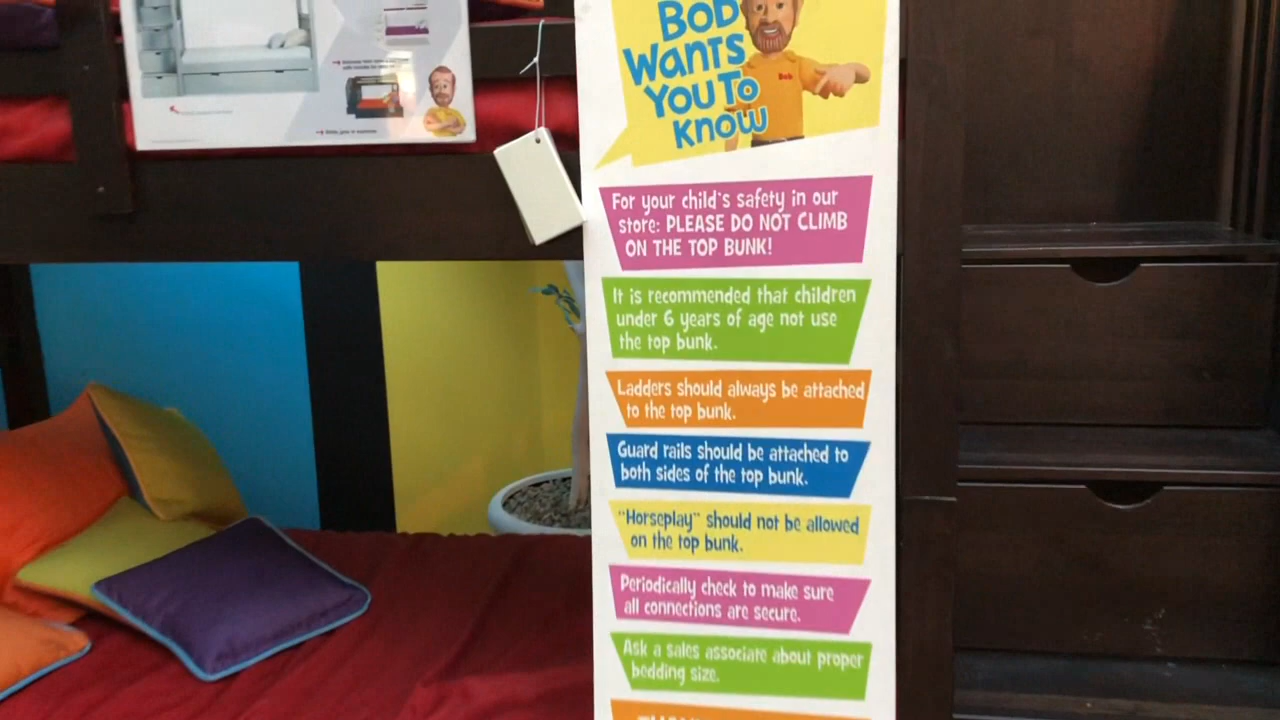 BOB
WANTS
YOU TO
KNOW
Bob
For your child's safety in our
store: PLEASE DO NOT CLIMB
ON THE TOP BUNK!
It is recommended that children
under 6 years of age not use
the top bunk.
Ladders should always be attached
to the top bunk.
Guard rails should be attached to
both sides of the top bunk.
"Horseplay" should not be allowed
on the top bunk.
Periodically check to make sure
all connections are secure.
Ask a sales associate about proper
bedding size.